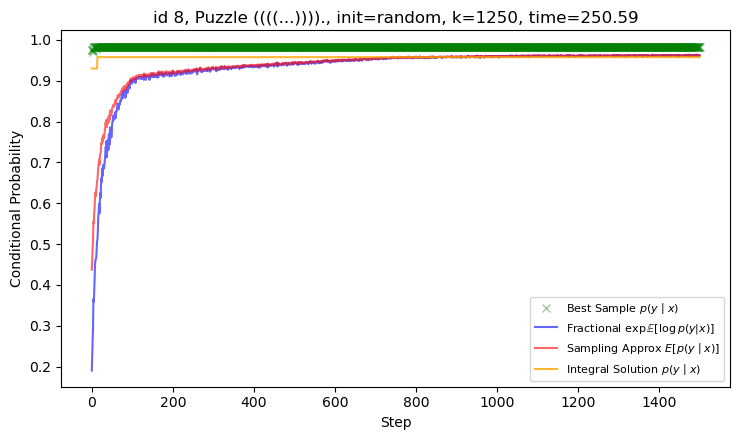 id 8, Puzzle ((((...))))., init=random, k=1250, time=250.59
Conditional Probability
1.0
0.9
0.8
0.7
0.6
0.5
0.4
0.3
0.2
Best Sample p(y | x)
Fractional exp𝔼[log p(y|x)]
Sampling Approx E[p(y | x)]
Integral Solution p(y | x)
0 200 400 600 800 1000 1200 1400
Step